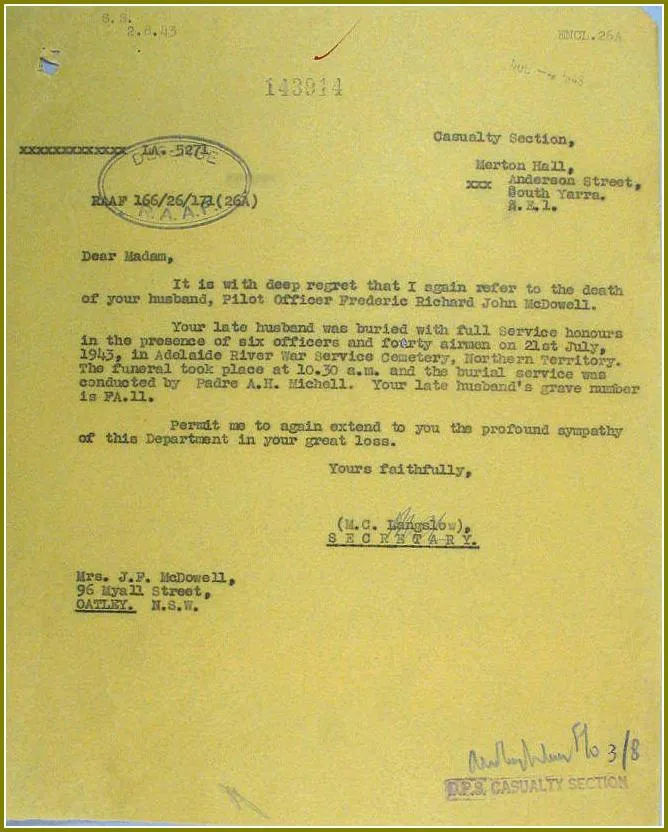 S.S.
2.8.43
ENCL.26A
143914
xxxxxxxxxxxxx LA. 5271
DEFENCE
R.A.A.F.
RAAF 166/26/171(26A)
Casualty Section,
Merton Hall,
xxx Anderson Street,
South Yarra.
S.E.1.
Dear Madam,
It is with deep regret that I again refer to the death
of your husband, Pilot Officer Frederic Richard John McDowell.
Your late husband was buried with full Service honours
in the presence of six officers and fourty airmen on 21st July,
1943, in Adelaide River War Service Cemetery, Northern Territory.
The funeral took place at 10.30 a.m. and the burial service was
conducted by Padre A.H. Michell. Your late husband's grave number
is FA.11.
Permit me to again extend to you the profound sympathy
of this Department in your great loss.
Yours faithfully,
(M.C. Langslow),
SECRETARY.
Mrs. J.F. McDowell,
96 Myall Street,
OATLEY. N.S.W.
F/O 3/8
D.P.S. CASUALTY SECTION